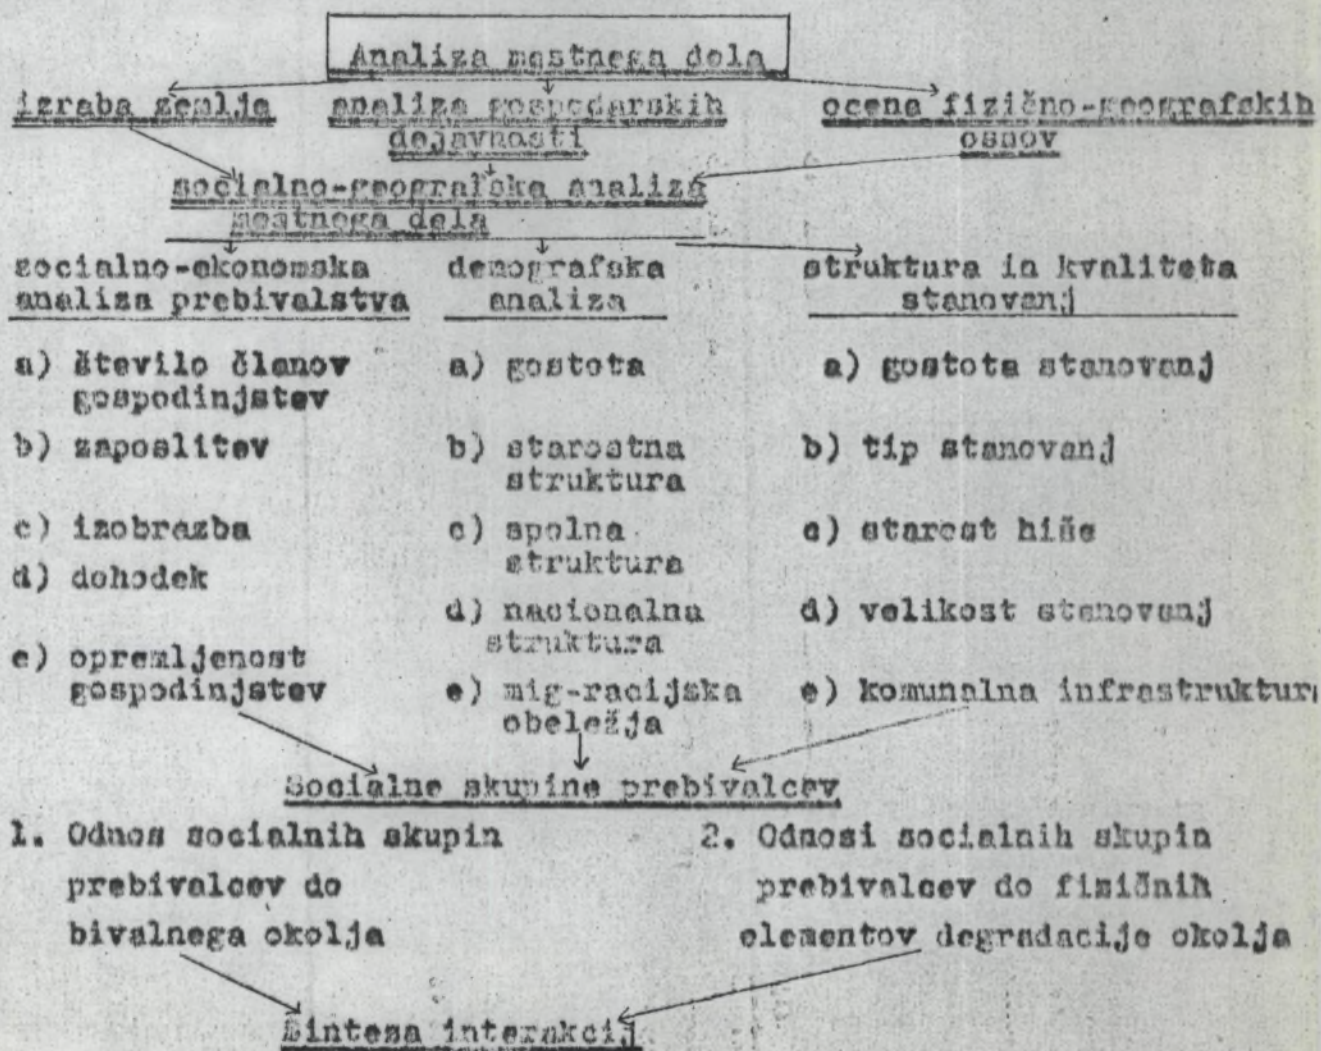 Analiza mestnega dela
izraba zemlje analiza gospodarskih ocena fizično-geografskih
dejavnosti osnov
socialno-geografska analiza
mestnega dela
socialno-ekonomska demografska struktura in kvaliteta
analiza prebivalstva analiza stanovanj
a) število članov a) gostota a) gostota stanovanj
gospodinjstev
b) zaposlitev b) starostna b) tip stanovanj
struktura
c) izobrazba c) spolna c) starost hiše
struktura
d) dohodek
d) nacionalna d) velikost stanovanj
struktura
e) opremljenost
gospodinjstev e) mig-racijska e) komunalna infrastruktura
obeležja
Socialne skupine prebivalcev
1. Odnos socialnih skupin 2. Odnosi socialnih skupin
prebivalcev do prebivalcev do fizičnih
bivalnega okolja elementov degradacije okolja
Sinteza interakcij